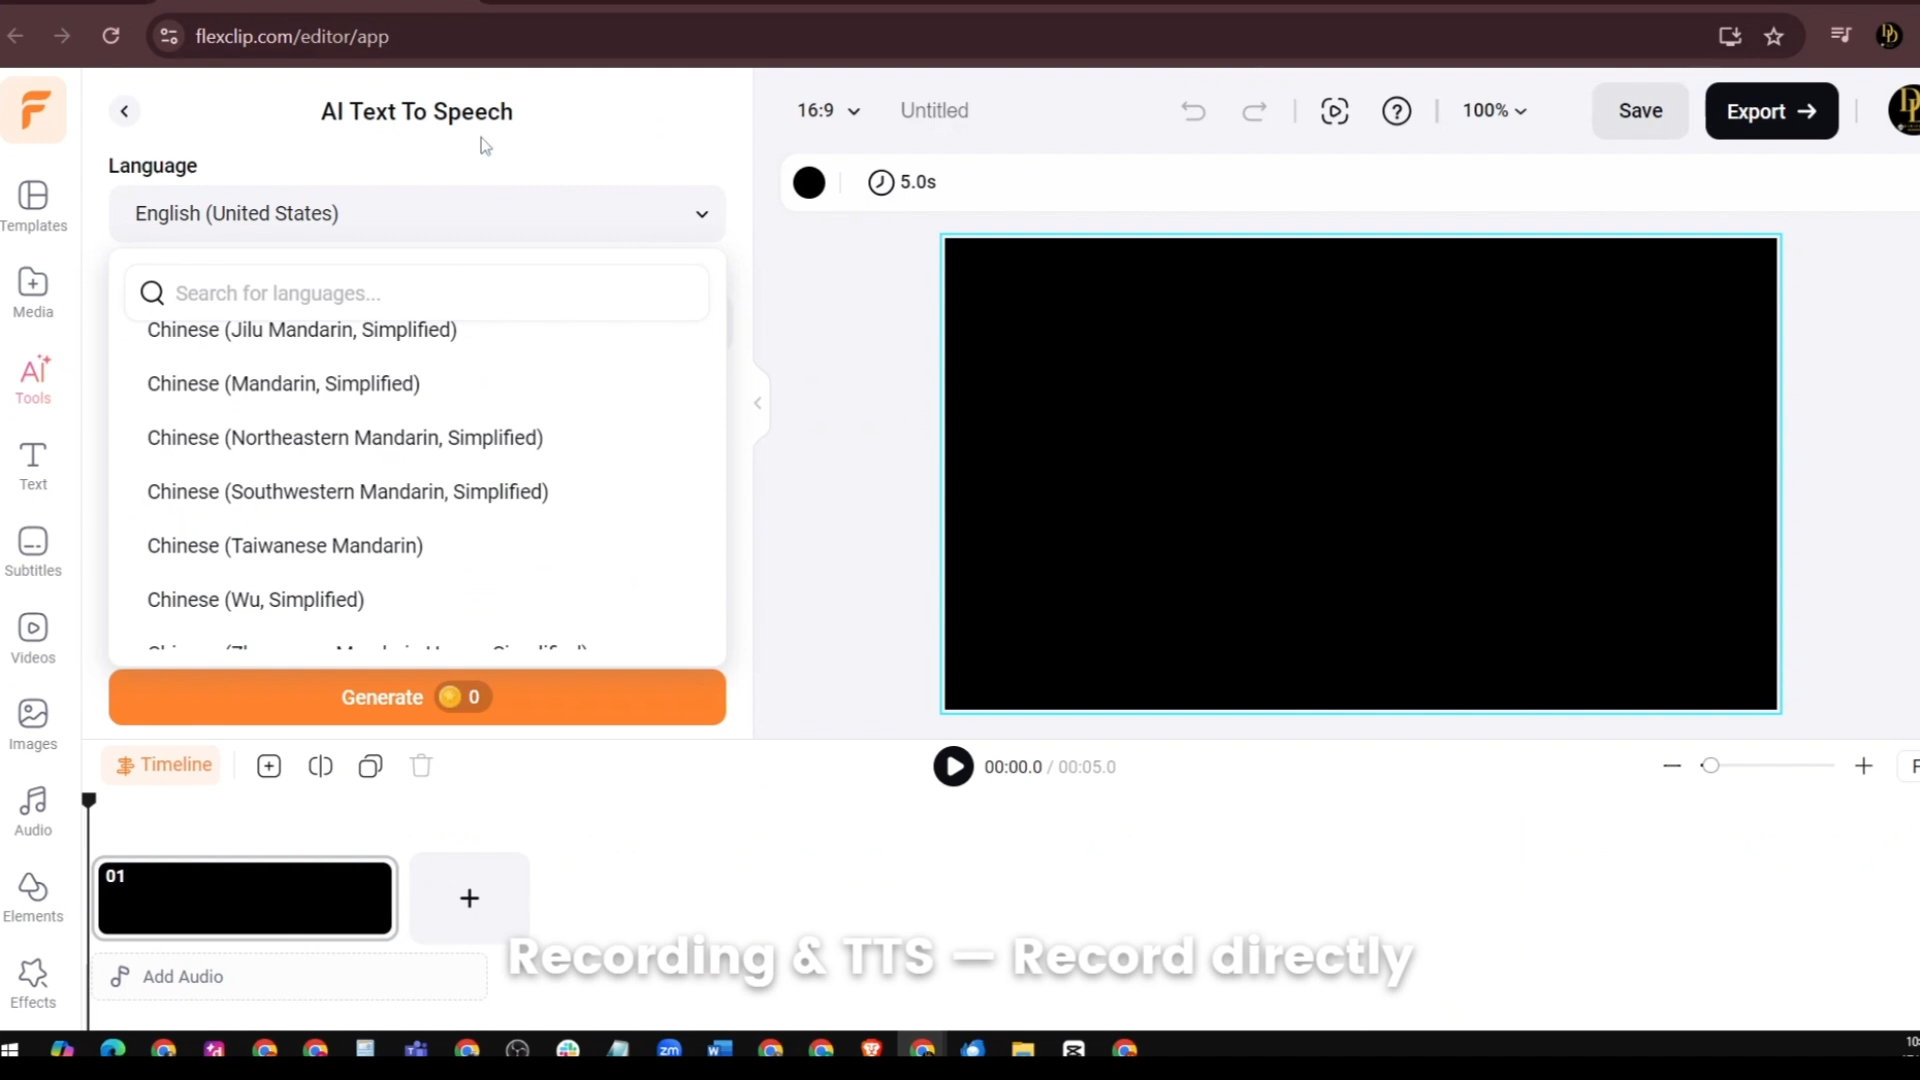 flexclip.com/editor/app
AI Text To Speech
16:9
Untitled
100%
Save
Export
Language
English (United States)
5.0s
Search for languages...
Chinese (Jilu Mandarin, Simplified)
Chinese (Mandarin, Simplified)
Chinese (Northeastern Mandarin, Simplified)
Chinese (Southwestern Mandarin, Simplified)
Chinese (Taiwanese Mandarin)
Chinese (Wu, Simplified)
Generate 0
Templates
Media
AI
Tools
Text
Subtitles
Videos
Images
Audio
Elements
Effects
Timeline
00:00.0 / 00:05.0
01
Add Audio
Recording & TTS — Record directly